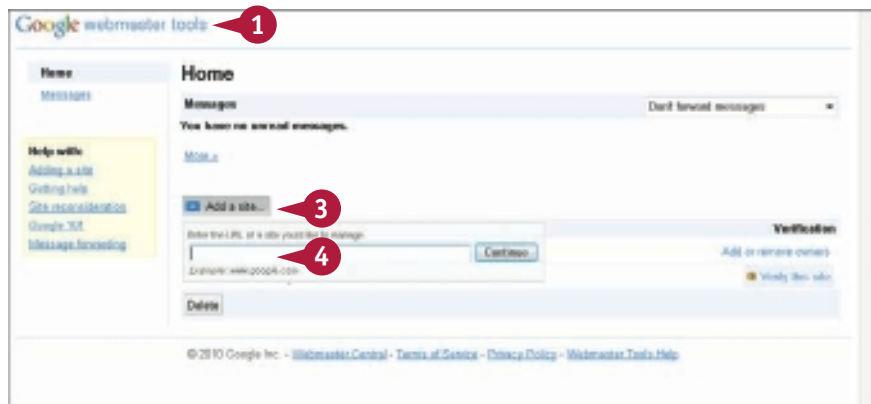 Google webmaster tools
1
Home
Messages
Help with:
Adding a site
Getting help
Site reconsideration
Google 101
Message forwarding
Home
Messages
Don't forward messages
You have no unread messages.
More »
Add a site...
3
Enter the URL of a site you'd like to manage.
Continue
4
Example: www.google.com
Verification
Add or remove owners
Verify this site
Delete
© 2010 Google Inc. - Webmaster Central - Terms of Service - Privacy Policy - Webmaster Tools Help